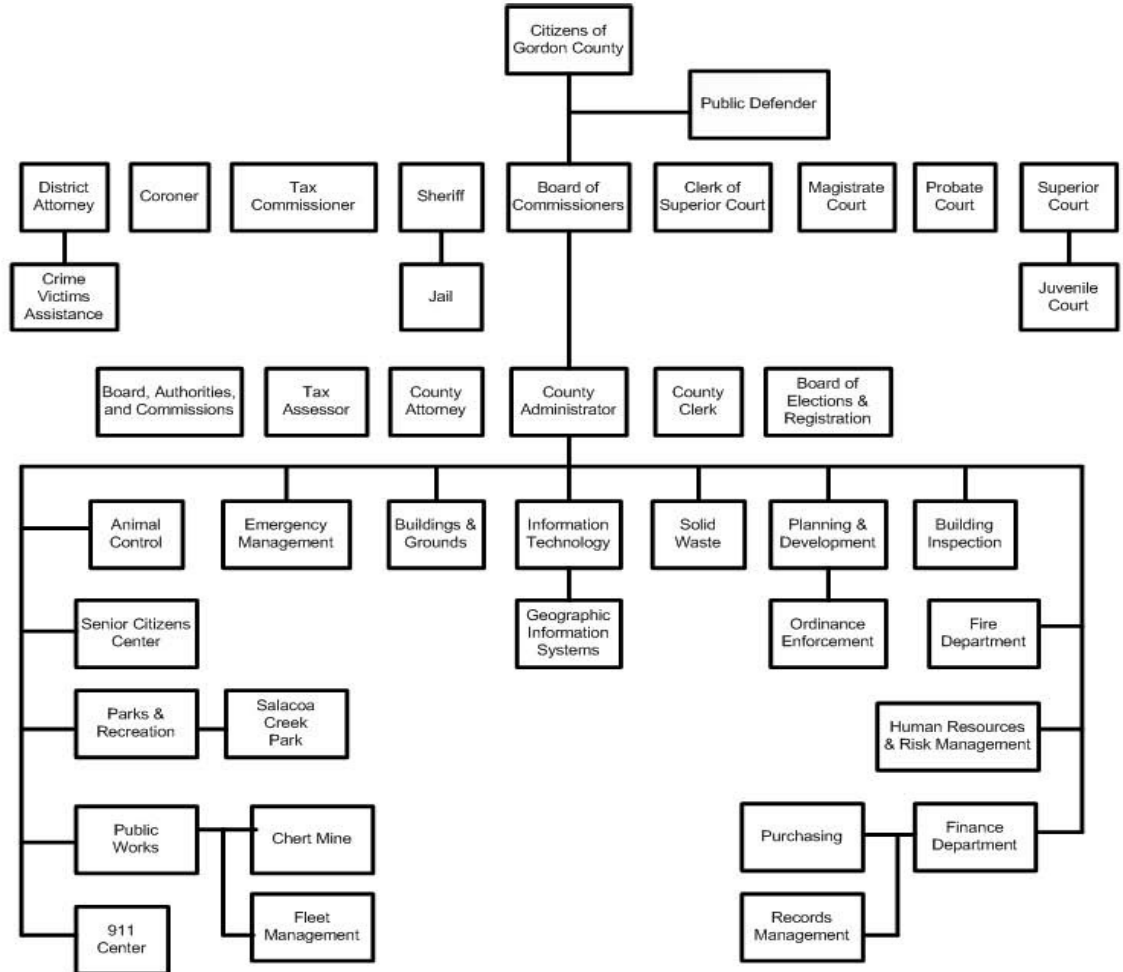 Citizens of
Gordon County
Public Defender
District
Attorney
Coroner
Tax
Commissioner
Sheriff
Board of
Commissioners
Clerk of
Superior Court
Magistrate
Court
Probate
Court
Superior
Court
Crime
Victims
Assistance
Jail
Juvenile
Court
Board, Authorities,
and Commissions
Tax
Assessor
County
Attorney
County
Administrator
County
Clerk
Board of
Elections &
Registration
Animal
Control
Emergency
Management
Buildings &
Grounds
Information
Technology
Solid
Waste
Planning &
Development
Building
Inspection
Senior Citizens
Center
Geographic
Information
Systems
Ordinance
Enforcement
Fire
Department
Parks &
Recreation
Salacoa
Creek
Park
Human Resources
& Risk Management
Public
Works
Chert Mine
Purchasing
Finance
Department
911
Center
Fleet
Management
Records
Management